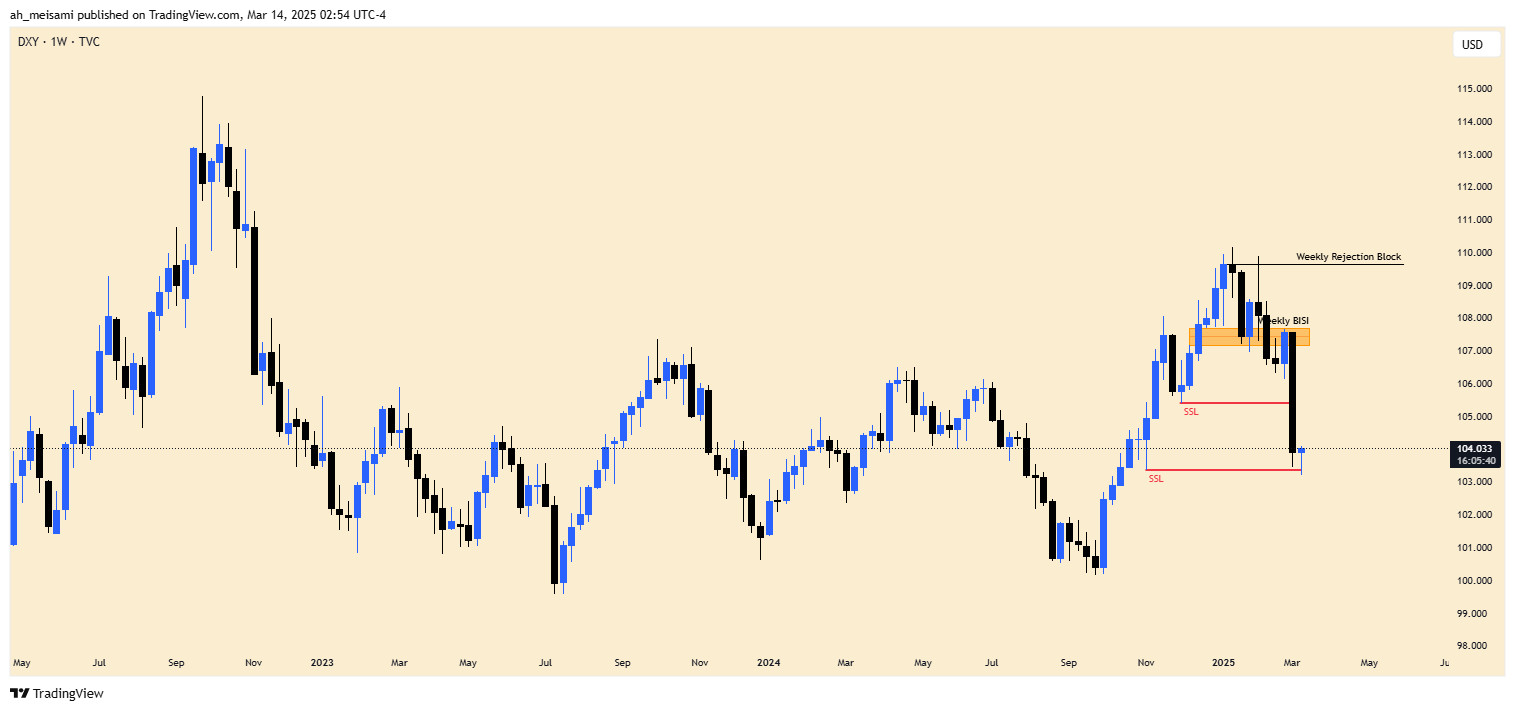 ah_meisami published on TradingView.com, Mar 14, 2025 02:54 UTC-4
DXY · 1W · TVC
USD
115.000
114.000
113.000
112.000
111.000
110.000
Weekly Rejection Block
109.000
108.000
Weekly BISI
107.000
106.000
SSL
105.000
104.033
16:05:40
103.000
SSL
102.000
101.000
100.000
99.000
98.000
May Jul Sep Nov 2023 Mar May Jul Sep Nov 2024 Mar May Jul Sep Nov 2025 Mar May Ju
TradingView